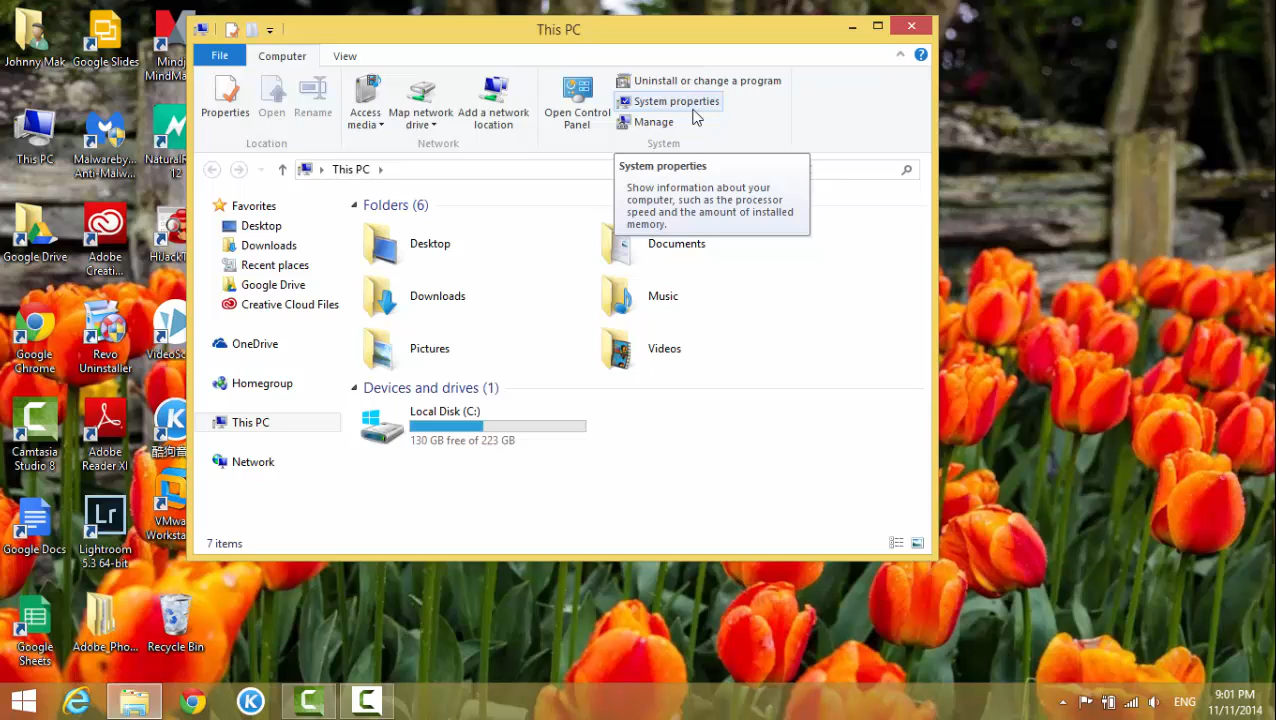 This PC
File
Computer
View
Properties
Open
Rename
Location
Access
media
Map network
drive
Add a network
location
Network
Open Control
Panel
Uninstall or change a program
System properties
Manage
System
This PC
System properties
Show information about your
computer, such as the processor
speed and the amount of installed
memory.
Favorites
Desktop
Downloads
Recent places
Google Drive
Creative Cloud Files
OneDrive
Homegroup
This PC
Network
Folders (6)
Desktop
Documents
Downloads
Music
Pictures
Videos
Devices and drives (1)
Local Disk (C:)
130 GB free of 223 GB
7 items
Johnny Mak
Google Slides
Mindj
MindMa
This PC
Malwareby...
Anti-Malw...
NaturalR
12
Google Drive
Adobe
Creati...
HiJackT
Google
Chrome
Revo
Uninstaller
VideoSc
Camtasia
Studio 8
Adobe
Reader XI
酷狗音
Google Docs
Lr
Lightroom
5.3 64-bit
VMwa
Workst
Google
Sheets
Adobe_Pho...
Recycle Bin
ENG
9:01 PM
11/11/2014